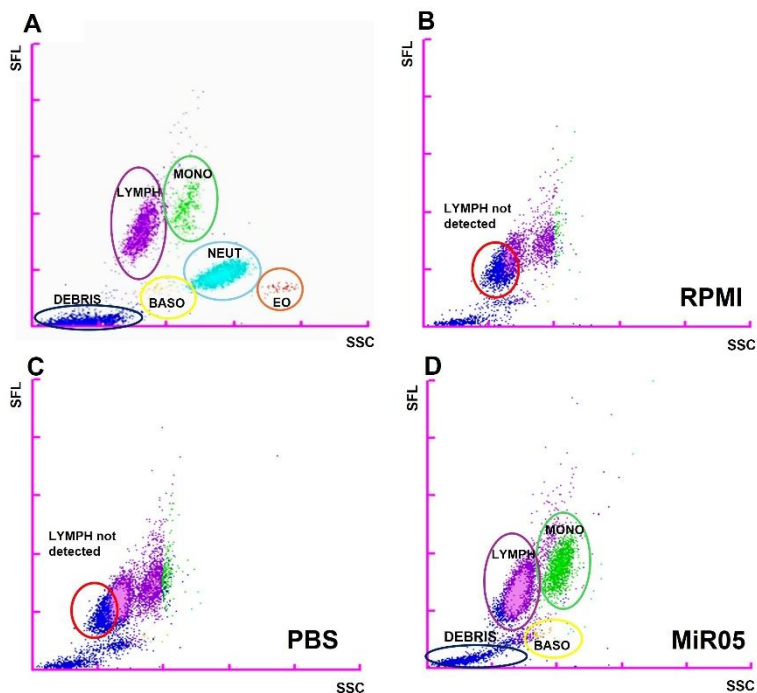 A
SFL
LYMPH
MONO
NEUT
DEBRIS
BASO
EO
SSC
B
SFL
LYMPH not
detected
RPMI
SSC
C
SFL
LYMPH not
detected
PBS
SSC
D
SFL
LYMPH
MONO
DEBRIS
BASO
MiR05
SSC